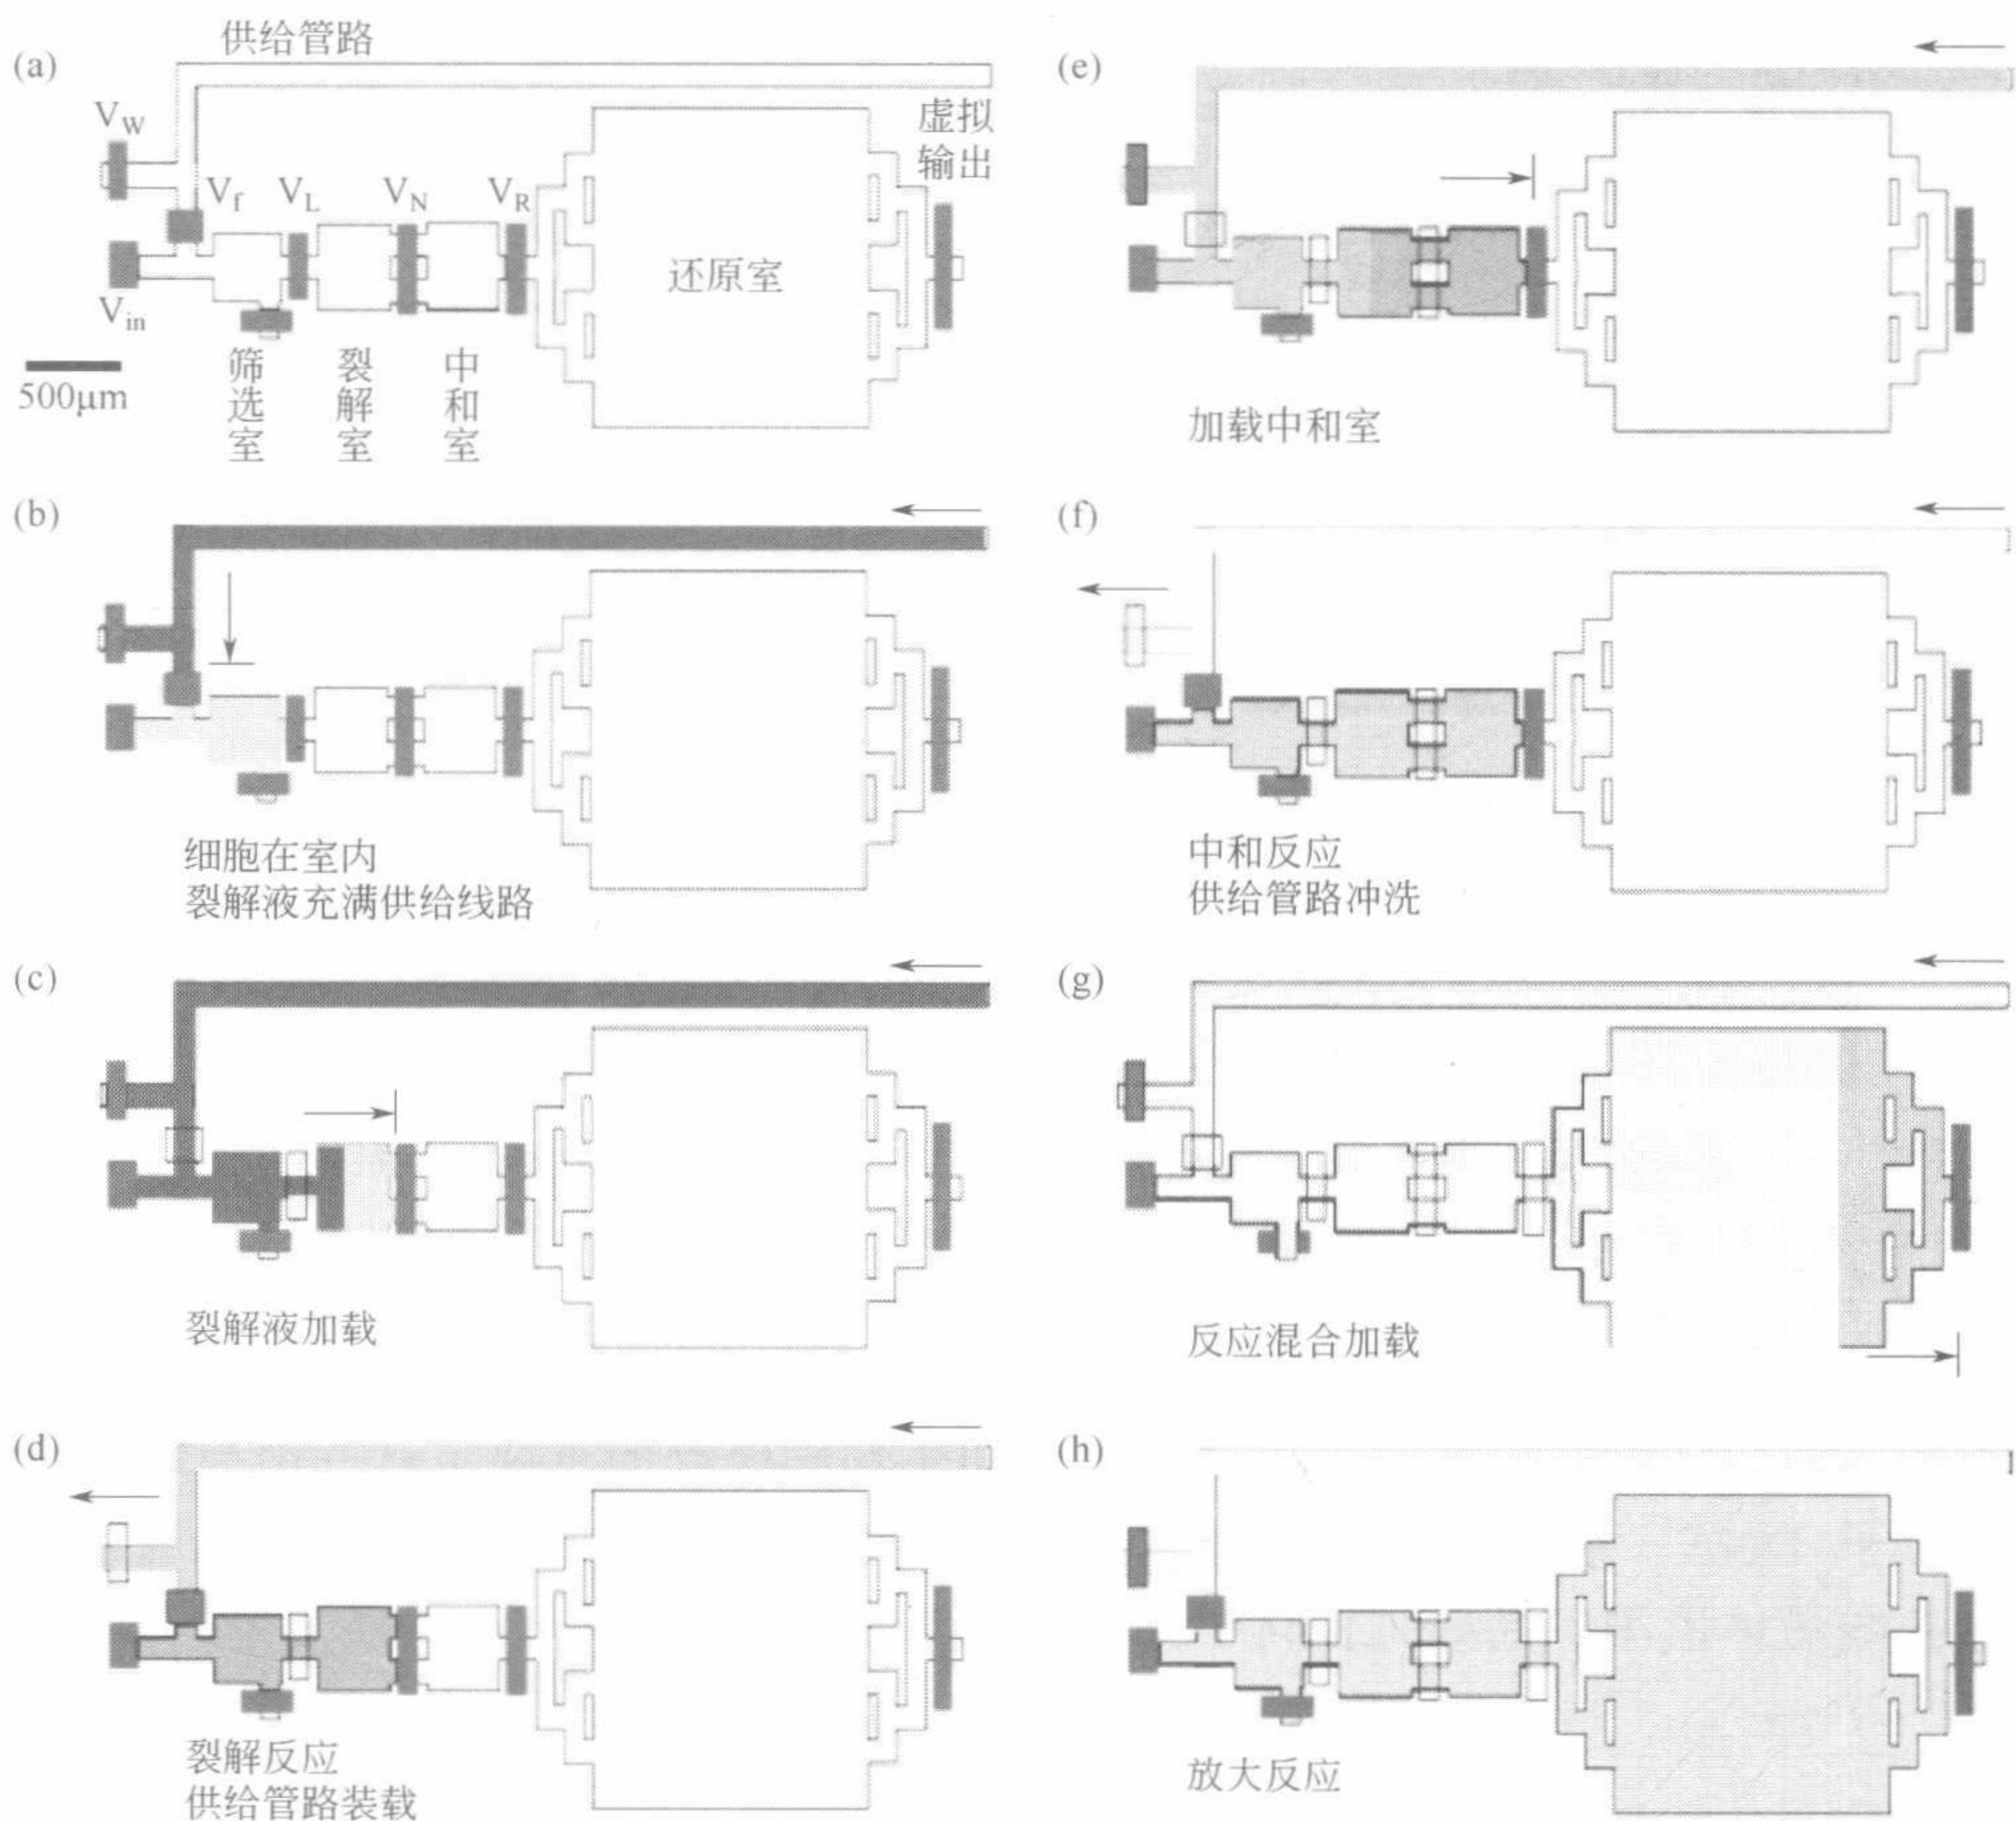 (a)
供给管路
V_W
V_f
V_L
V_N
V_R
虚拟
输出
还原室
V_in
500μm
筛选室
裂解室
中和室
(b)
细胞在室内
裂解液充满供给线路
(c)
裂解液加载
(d)
裂解反应
供给管路装载
(e)
加载中和室
(f)
中和反应
供给管路冲洗
(g)
反应混合加载
(h)
放大反应